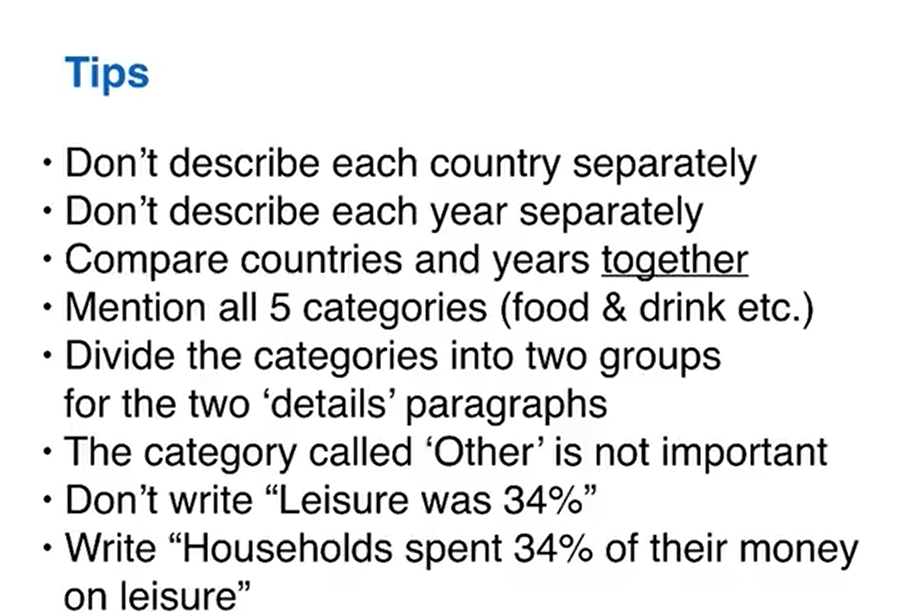 Tips
• Don’t describe each country separately
• Don’t describe each year separately
• Compare countries and years together
• Mention all 5 categories (food & drink etc.)
• Divide the categories into two groups
for the two ‘details’ paragraphs
• The category called ‘Other’ is not important
• Don’t write “Leisure was 34%”
• Write “Households spent 34% of their money
on leisure”